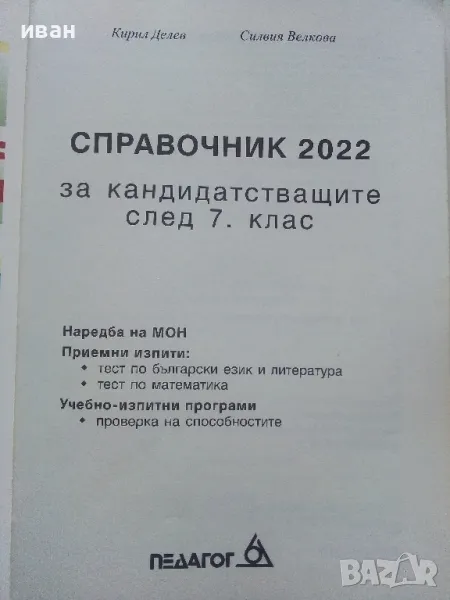 иван
Кирил Делев Силвия Велкова
СПРАВОЧНИК 2022
за кандидатстващите
след 7. клас
Наредба на МОН
Приемни изпити:
• тест по български език и литература
• тест по математика
Учебно-изпитни програми
• проверка на способностите
ПЕДАГОГ 6
BAZAR